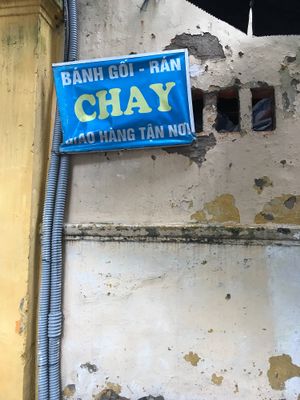 BÁNH GỐI - RÁN
CHAY
GIAO HÀNG TẬN NƠI